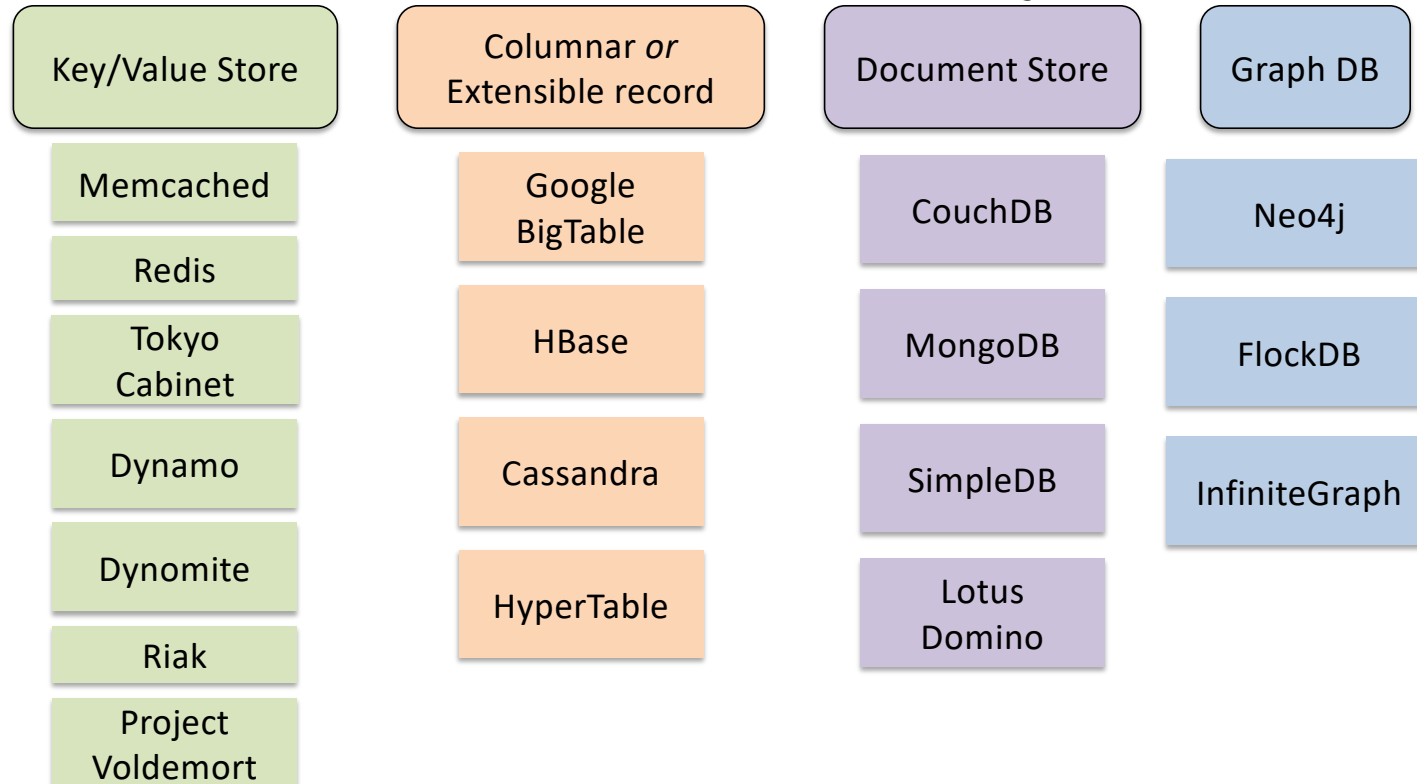 Key/Value Store
Memcached
Redis
Tokyo
Cabinet
Dynamo
Dynomite
Riak
Project
Voldemort
Columnar or
Extensible record
Google
BigTable
HBase
Cassandra
HyperTable
Document Store
CouchDB
MongoDB
SimpleDB
Lotus
Domino
Graph DB
Neo4j
FlockDB
InfiniteGraph